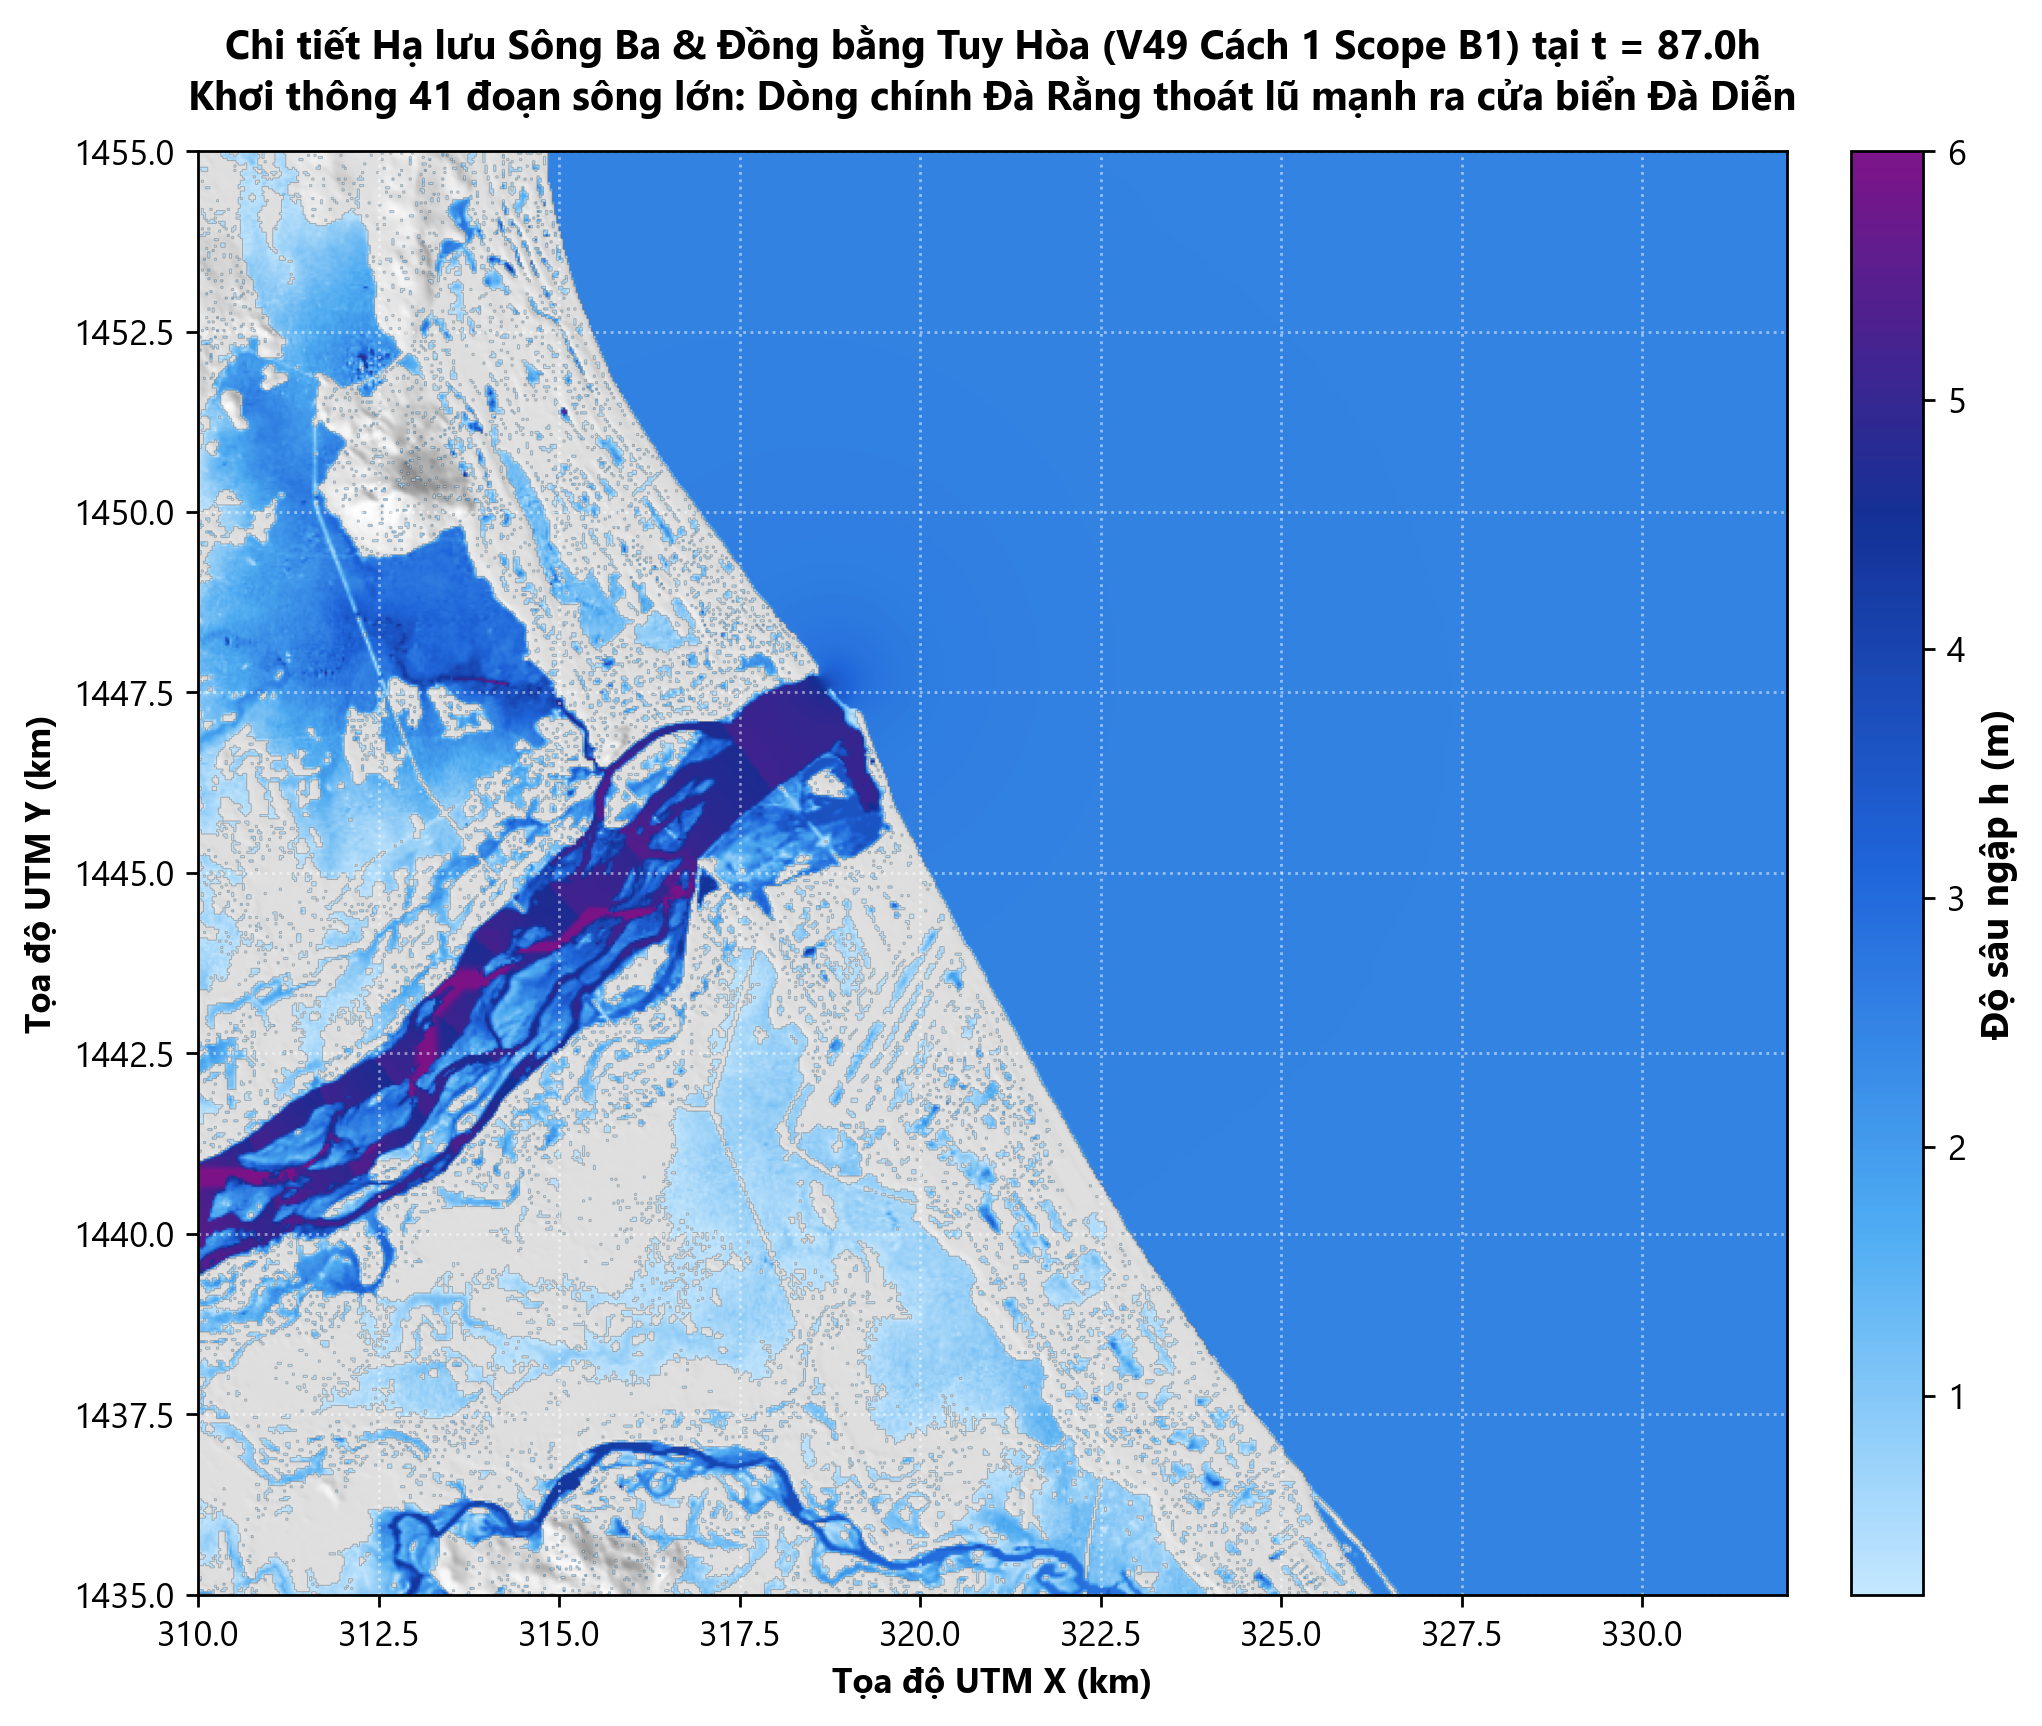 Chi tiết Hạ lưu Sông Ba & Đồng bằng Tuy Hòa (V49 Cách 1 Scope B1) tại t = 87.0h
Khơi thông 41 đoạn sông lớn: Dòng chính Đà Rằng thoát lũ mạnh ra cửa biển Đà Diễn
Tọa độ UTM Y (km)
1455.0
1452.5
1450.0
1447.5
1445.0
1442.5
1440.0
1437.5
1435.0
310.0 312.5 315.0 317.5 320.0 322.5 325.0 327.5 330.0
Tọa độ UTM X (km)
6
5
4
3
2
1
Độ sâu ngập h (m)